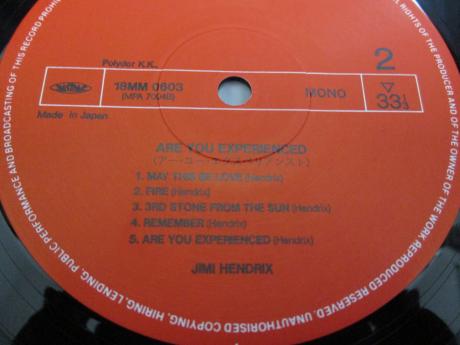 Polydor K.K.
2
18MM 0603
(MPA 7004B)
MONO
33⅓
Made in Japan
ARE YOU EXPERIENCED
(アー・ユー・エクスペリアンスト)
1. MAY THIS BE LOVE (Hendrix)
2. FIRE (Hendrix)
3. 3RD STONE FROM THE SUN (Hendrix)
4. REMEMBER (Hendrix)
5. ARE YOU EXPERIENCED (Hendrix)
JIMI HENDRIX
RIGHTS OF THE PRODUCER AND OF THE OWNER OF THE WORK REPRODUCED RESERVED. UNAUTHORISED COPYING, HIRING, LENDING, PUBLIC PERFORMANCE AND BROADCASTING OF THIS RECORD